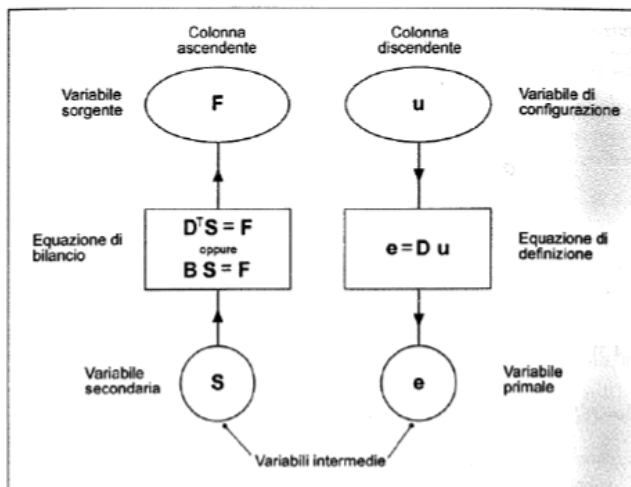 Colonna
ascendente
Colonna
discendente
Variabile
sorgente
F
u
Variabile di
configurazione
Equazione di
bilancio
DᵀS = F
oppure
B S = F
e = D u
Equazione di
definizione
Variabile
secondaria
S
e
Variabile
primale
Variabili intermedie